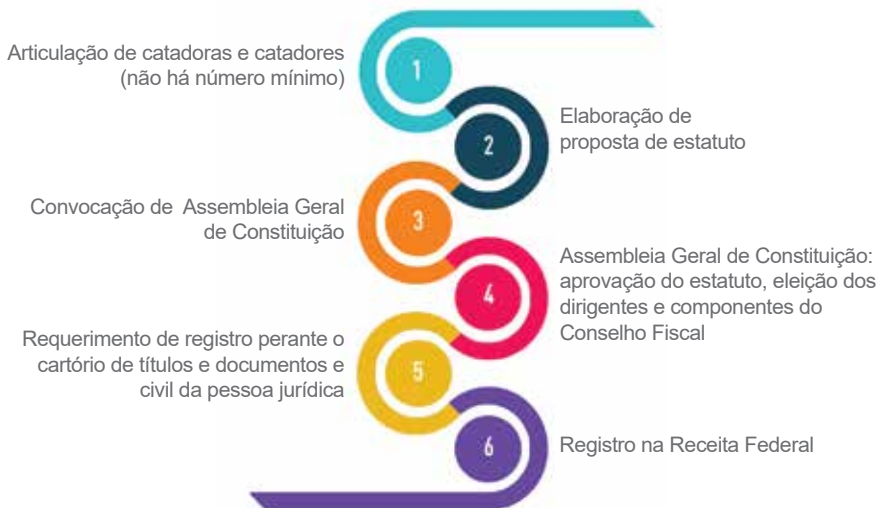 1
Articulação de catadoras e catadores
(não há número mínimo)
2
Elaboração de
proposta de estatuto
3
Convocação de Assembleia Geral
de Constituição
4
Assembleia Geral de Constituição:
aprovação do estatuto, eleição dos
dirigentes e componentes do
Conselho Fiscal
5
Requerimento de registro perante o
cartório de títulos e documentos e
civil da pessoa jurídica
6
Registro na Receita Federal